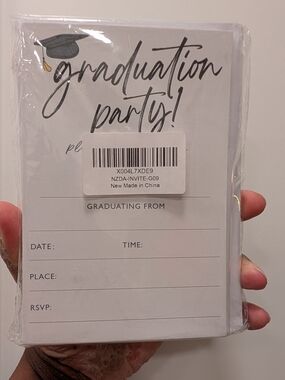 graduation
party!
pl
X004L7XDE9
NZDA-INVITE-G09
New Made in China
GRADUATING FROM
DATE: TIME:
PLACE:
RSVP: